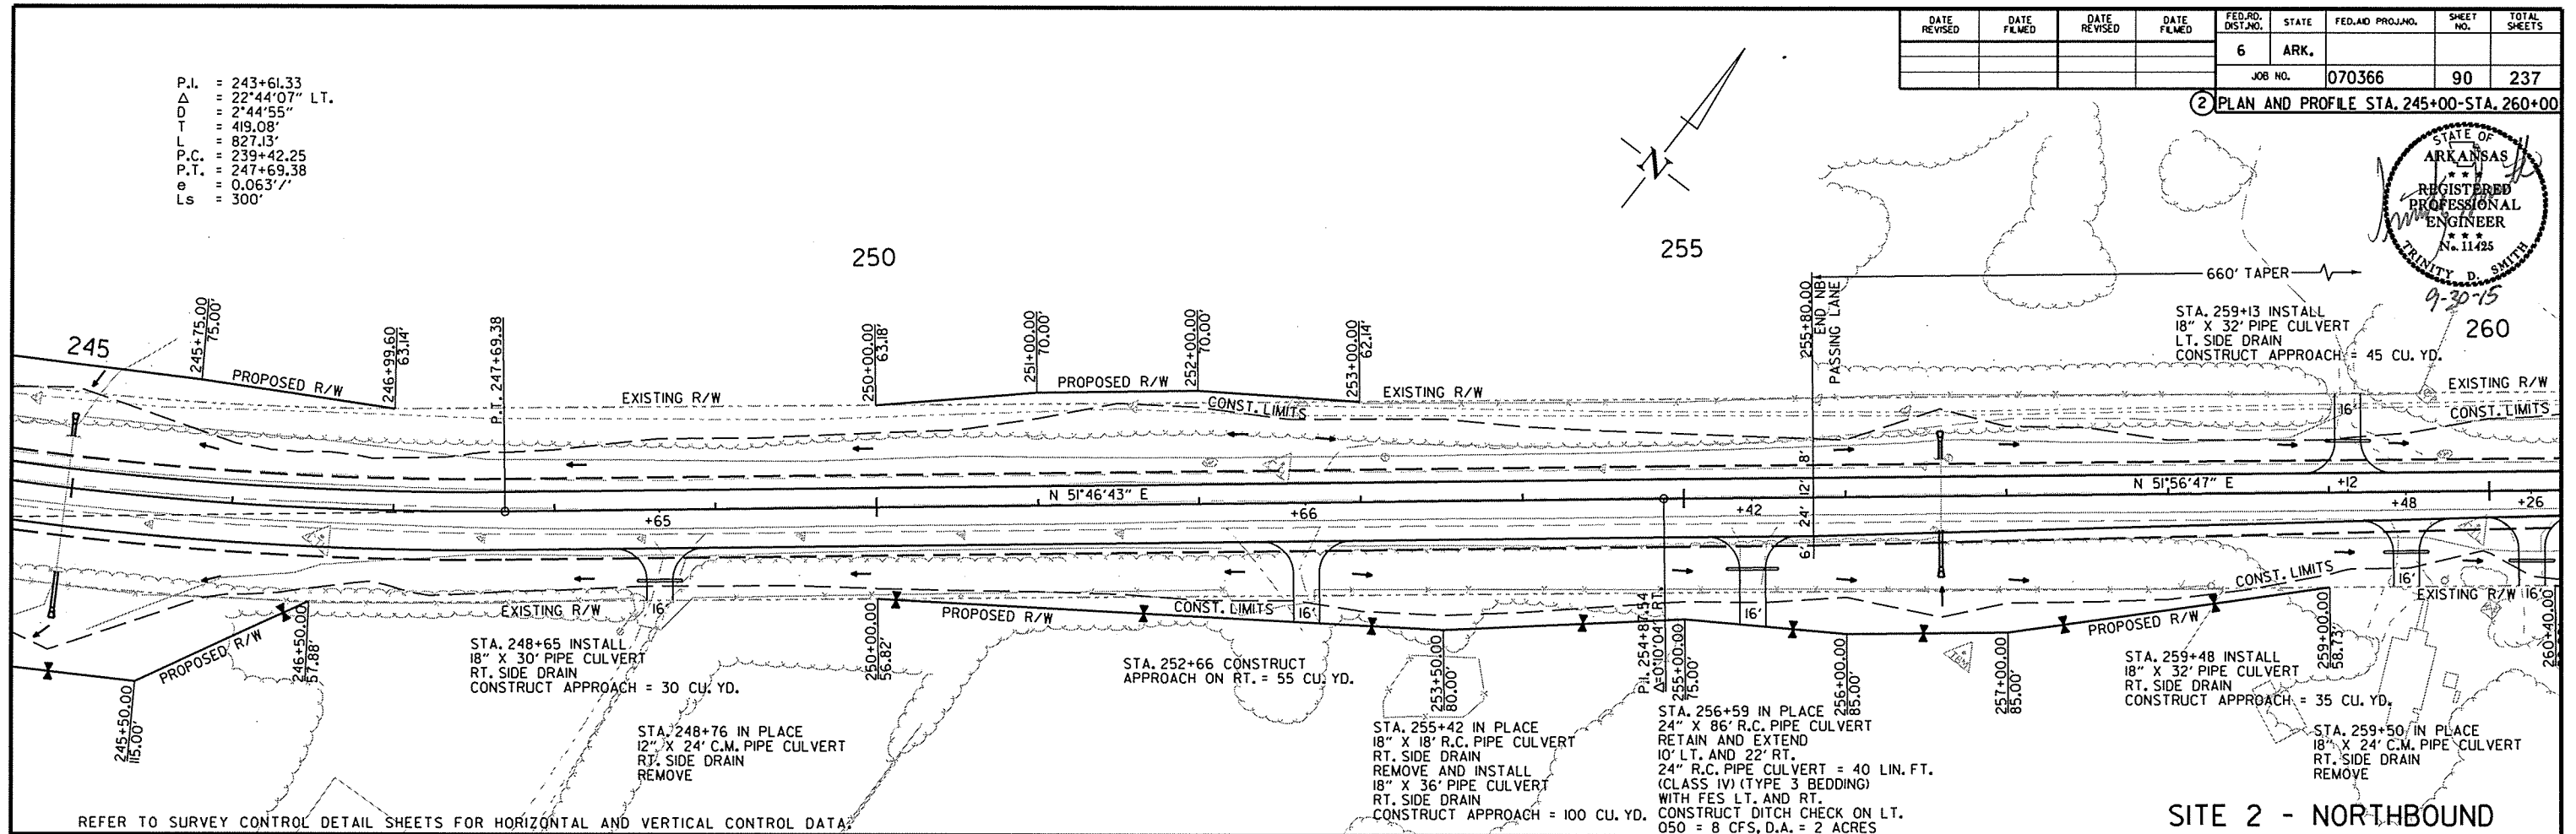 DATE REVISED
DATE FILMED
DATE REVISED
DATE FILMED
FED.RD. DIST.NO.
STATE
FED.AID PROJ.NO.
SHEET NO.
TOTAL SHEETS
6
ARK.
JOB NO.
070366
90
237
2 PLAN AND PROFILE STA. 245+00-STA. 260+00
P.I. = 243+61.33
Δ = 22°44'07" LT.
D = 2°44'55"
T = 419.08'
L = 827.13'
P.C. = 239+42.25
P.T. = 247+69.38
e = 0.063'/'
Ls = 300'
N
STATE OF
ARKANSAS
* * *
REGISTERED
PROFESSIONAL
ENGINEER
* * *
No. 11425
TRINITY D. SMITH
9-30-15
250
255
245
260
660' TAPER
STA. 259+13 INSTALL
18" X 32' PIPE CULVERT
LT. SIDE DRAIN
CONSTRUCT APPROACH = 45 CU. YD.
245+75.00
75.00'
246+99.60
63.14'
P.T. 247+69.38
250+00.00
63.18'
251+00.00
70.00'
252+00.00
70.00'
253+00.00
62.14'
255+80.00
END NB
PASSING LANE
PROPOSED R/W
EXISTING R/W
PROPOSED R/W
EXISTING R/W
EXISTING R/W
CONST. LIMITS
CONST. LIMITS
16'
8'
12'
24'
6'
N 51°46'43" E
N 51°56'47" E
+12
+65
+66
+42
+48
+26
16'
16'
16'
16'
16'
PROPOSED R/W
EXISTING R/W
PROPOSED R/W
CONST. LIMITS
PROPOSED R/W
CONST. LIMITS
EXISTING R/W
245+50.00
115.00'
246+50.00
57.88'
250+00.00
56.82'
253+50.00
80.00'
P.I. 254+87.54
Δ=0°10'04" RT.
255+00.00
75.00'
256+00.00
85.00'
257+00.00
85.00'
259+00.00
58.73'
260+40.00
STA. 248+65 INSTALL
18" X 30' PIPE CULVERT
RT. SIDE DRAIN
CONSTRUCT APPROACH = 30 CU. YD.
STA. 248+76 IN PLACE
12" X 24' C.M. PIPE CULVERT
RT. SIDE DRAIN
REMOVE
STA. 252+66 CONSTRUCT
APPROACH ON RT. = 55 CU. YD.
STA. 255+42 IN PLACE
18" X 18' R.C. PIPE CULVERT
RT. SIDE DRAIN
REMOVE AND INSTALL
18" X 36' PIPE CULVERT
RT. SIDE DRAIN
CONSTRUCT APPROACH = 100 CU. YD.
STA. 256+59 IN PLACE
24" X 86' R.C. PIPE CULVERT
RETAIN AND EXTEND
10' LT. AND 22' RT.
24" R.C. PIPE CULVERT = 40 LIN. FT.
(CLASS IV) (TYPE 3 BEDDING)
WITH FES LT. AND RT.
CONSTRUCT DITCH CHECK ON LT.
Q50 = 8 CFS, D.A. = 2 ACRES
STA. 259+48 INSTALL
18" X 32' PIPE CULVERT
RT. SIDE DRAIN
CONSTRUCT APPROACH = 35 CU. YD.
STA. 259+50 IN PLACE
18" X 24' C.M. PIPE CULVERT
RT. SIDE DRAIN
REMOVE
REFER TO SURVEY CONTROL DETAIL SHEETS FOR HORIZONTAL AND VERTICAL CONTROL DATA.
SITE 2 - NORTHBOUND